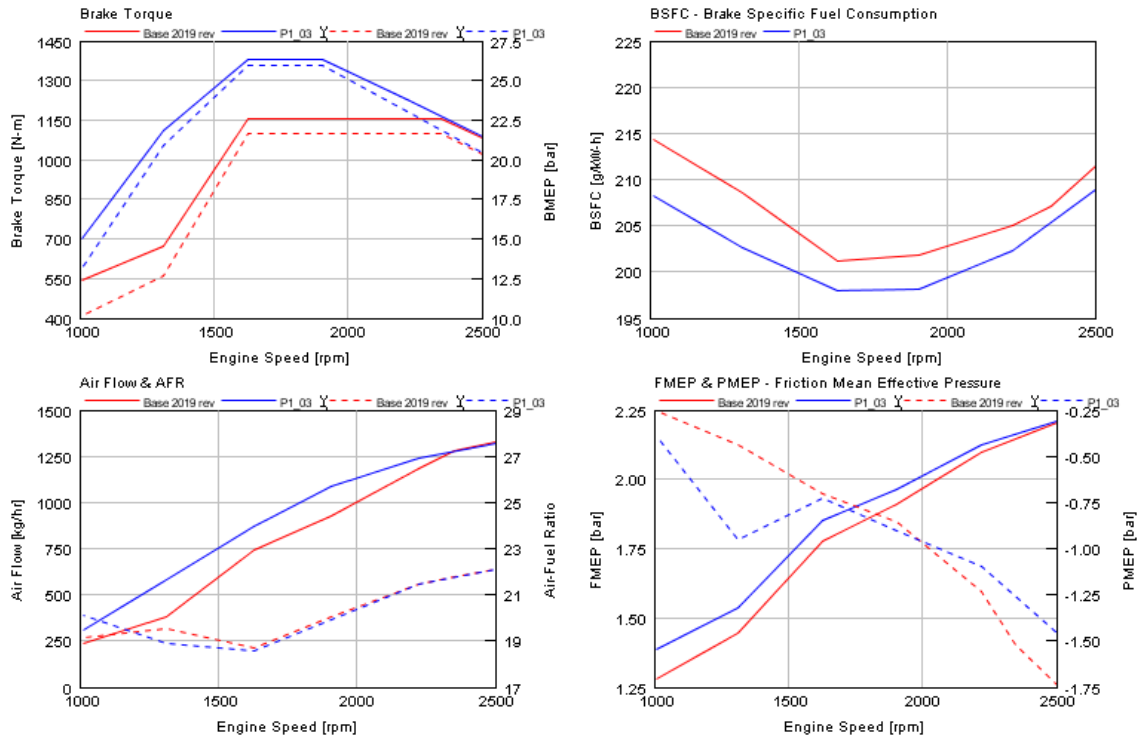 Brake Torque
Base 2019 rev P1_03 Base 2019 rev P1_03
1450 1300 1150 1000 850 700 550 400
Brake Torque [N-m]
27.5 25.0 22.5 20.0 17.5 15.0 12.5 10.0
BMEP [bar]
1000 1500 2000 2500
Engine Speed [rpm]
BSFC - Brake Specific Fuel Consumption
Base 2019 rev P1_03
225 220 215 210 205 200 195
BSFC [g/kW-h]
1000 1500 2000 2500
Engine Speed [rpm]
Air Flow & AFR
Base 2019 rev P1_03 Base 2019 rev P1_03
1500 1250 1000 750 500 250 0
Air Flow [kg/hr]
29 27 25 23 21 19 17
Air-Fuel Ratio
1000 1500 2000 2500
Engine Speed [rpm]
FMEP & PMEP - Friction Mean Effective Pressure
Base 2019 rev P1_03 Base 2019 rev P1_03
2.25 2.00 1.75 1.50 1.25
FMEP [bar]
-0.25 -0.50 -0.75 -1.00 -1.25 -1.50 -1.75
PMEP [bar]
1000 1500 2000 2500
Engine Speed [rpm]